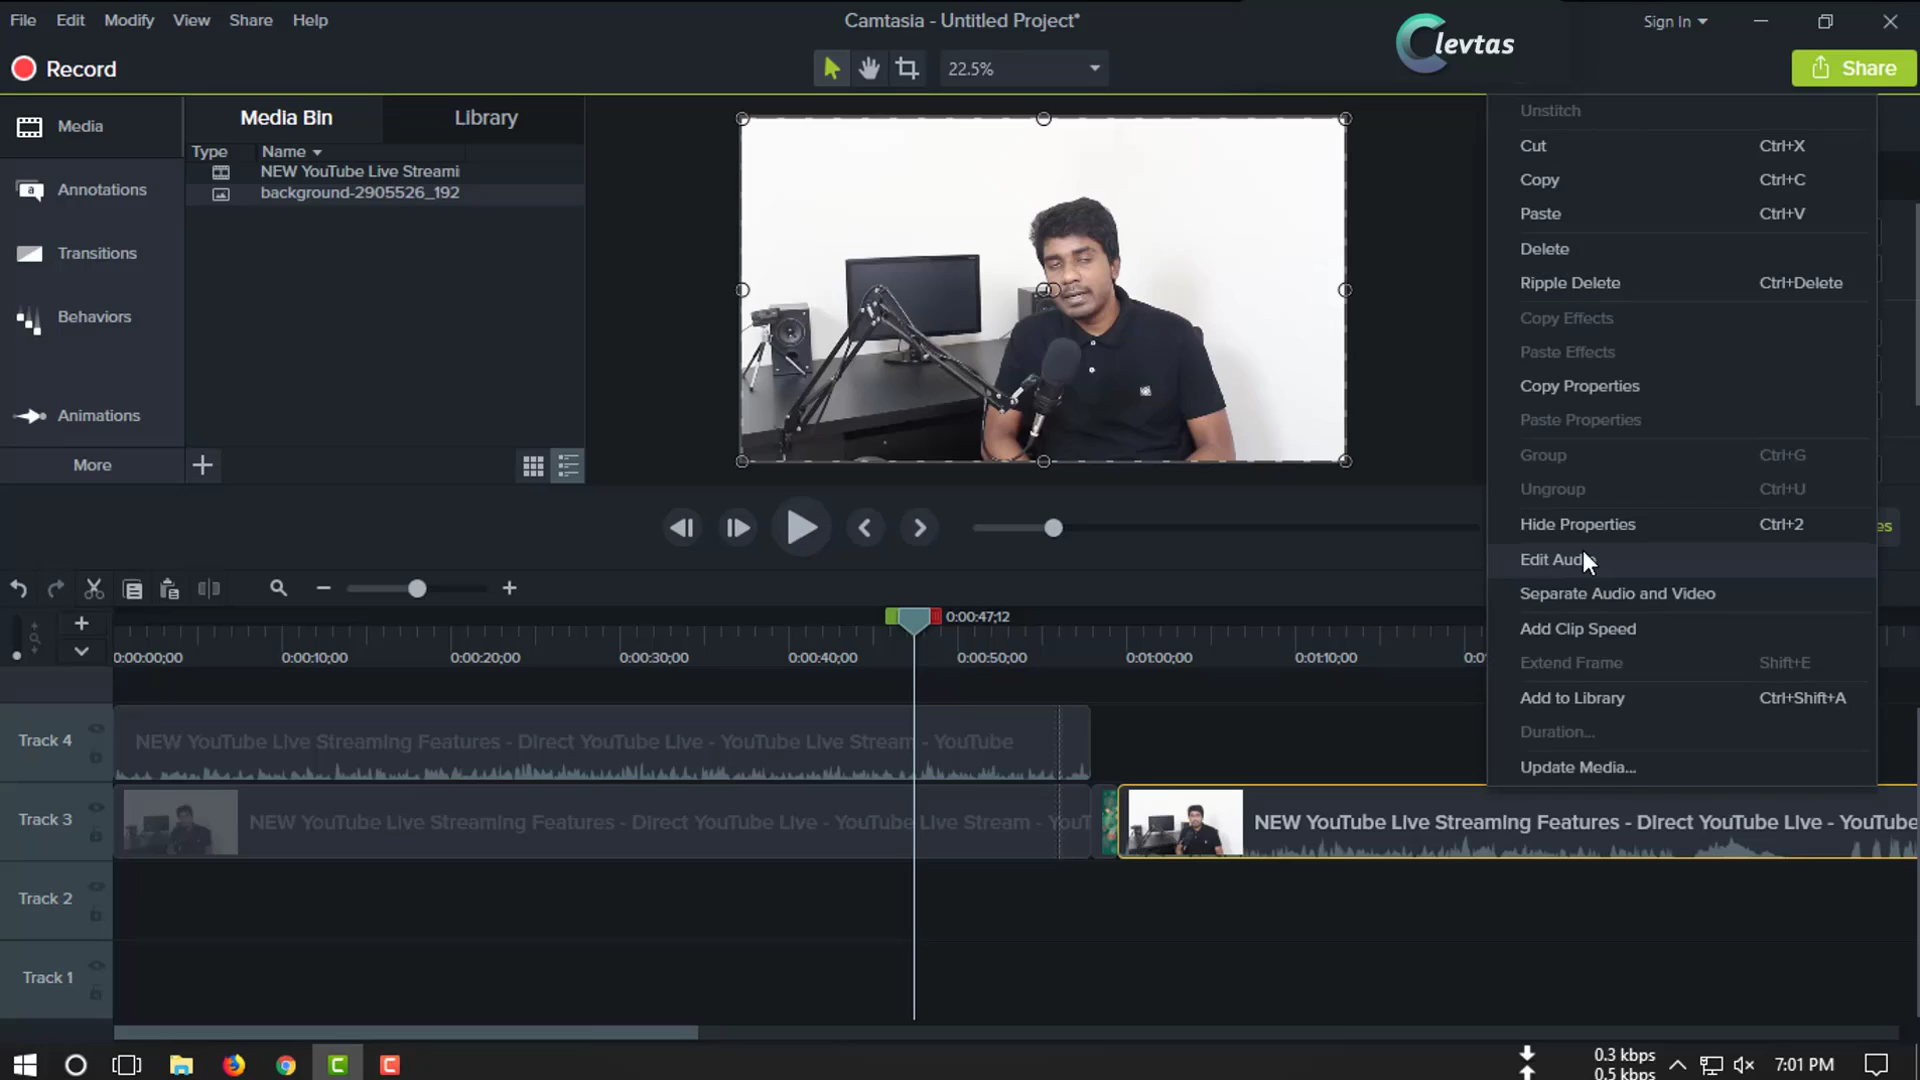 File Edit Modify View Share Help
Camtasia - Untitled Project*
Clevtas
Sign In
Record
22.5%
Share
Media
Media Bin
Library
Type Name
NEW YouTube Live Streami
background-2905526_192
Annotations
Transitions
Behaviors
Animations
More
Unstitch
Cut Ctrl+X
Copy Ctrl+C
Paste Ctrl+V
Delete
Ripple Delete Ctrl+Delete
Copy Effects
Paste Effects
Copy Properties
Paste Properties
Group Ctrl+G
Ungroup Ctrl+U
Hide Properties Ctrl+2
es
Edit Audio
Separate Audio and Video
Add Clip Speed
Extend Frame Shift+E
Add to Library Ctrl+Shift+A
Duration...
Update Media...
0:00:47;12
0:00:00;00 0:00:10;00 0:00:20;00 0:00:30;00 0:00:40;00 0:00:50;00 0:01:00;00 0:01:10;00 0:0
Track 4
NEW YouTube Live Streaming Features - Direct YouTube Live - YouTube Live Stream - YouTube
Track 3
NEW YouTube Live Streaming Features - Direct YouTube Live - YouTube Live Stream - YouT
NEW YouTube Live Streaming Features - Direct YouTube Live - YouTube
Track 2
Track 1
0.3 kbps
0.5 kbps
7:01 PM